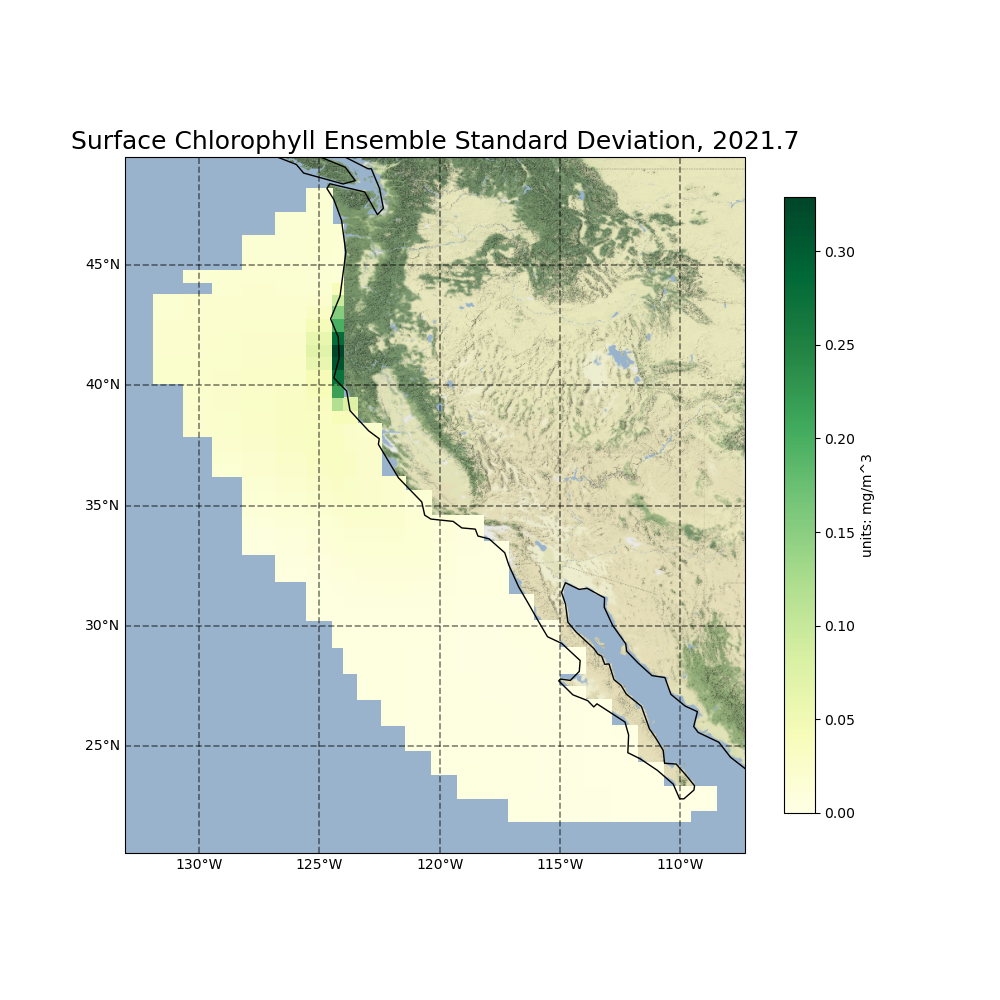 Surface Chlorophyll Ensemble Standard Deviation, 2021.7
45°N
40°N
35°N
30°N
25°N
130°W
125°W
120°W
115°W
110°W
0.30
0.25
0.20
0.15
0.10
0.05
0.00
units: mg/m^3